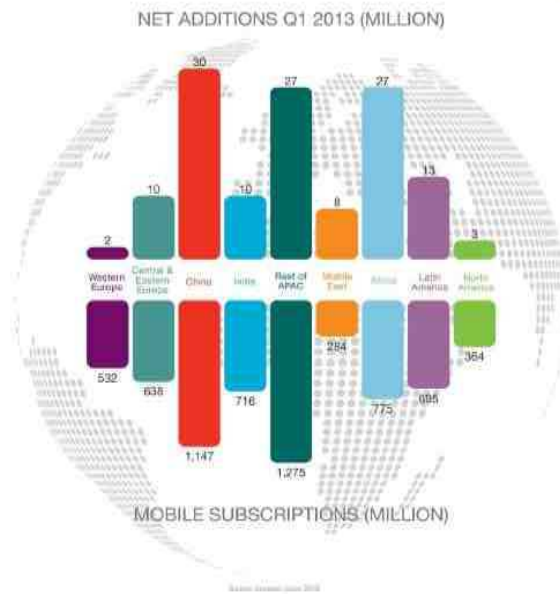 NET ADDITIONS Q1 2013 (MILLION)
30
27
27
13
10
10
8
3
2
Western Europe
Central & Eastern Europe
China
India
Rest of APAC
Middle East
Africa
Latin America
North America
284
364
532
638
716
775
695
1,147
1,275
MOBILE SUBSCRIPTIONS (MILLION)